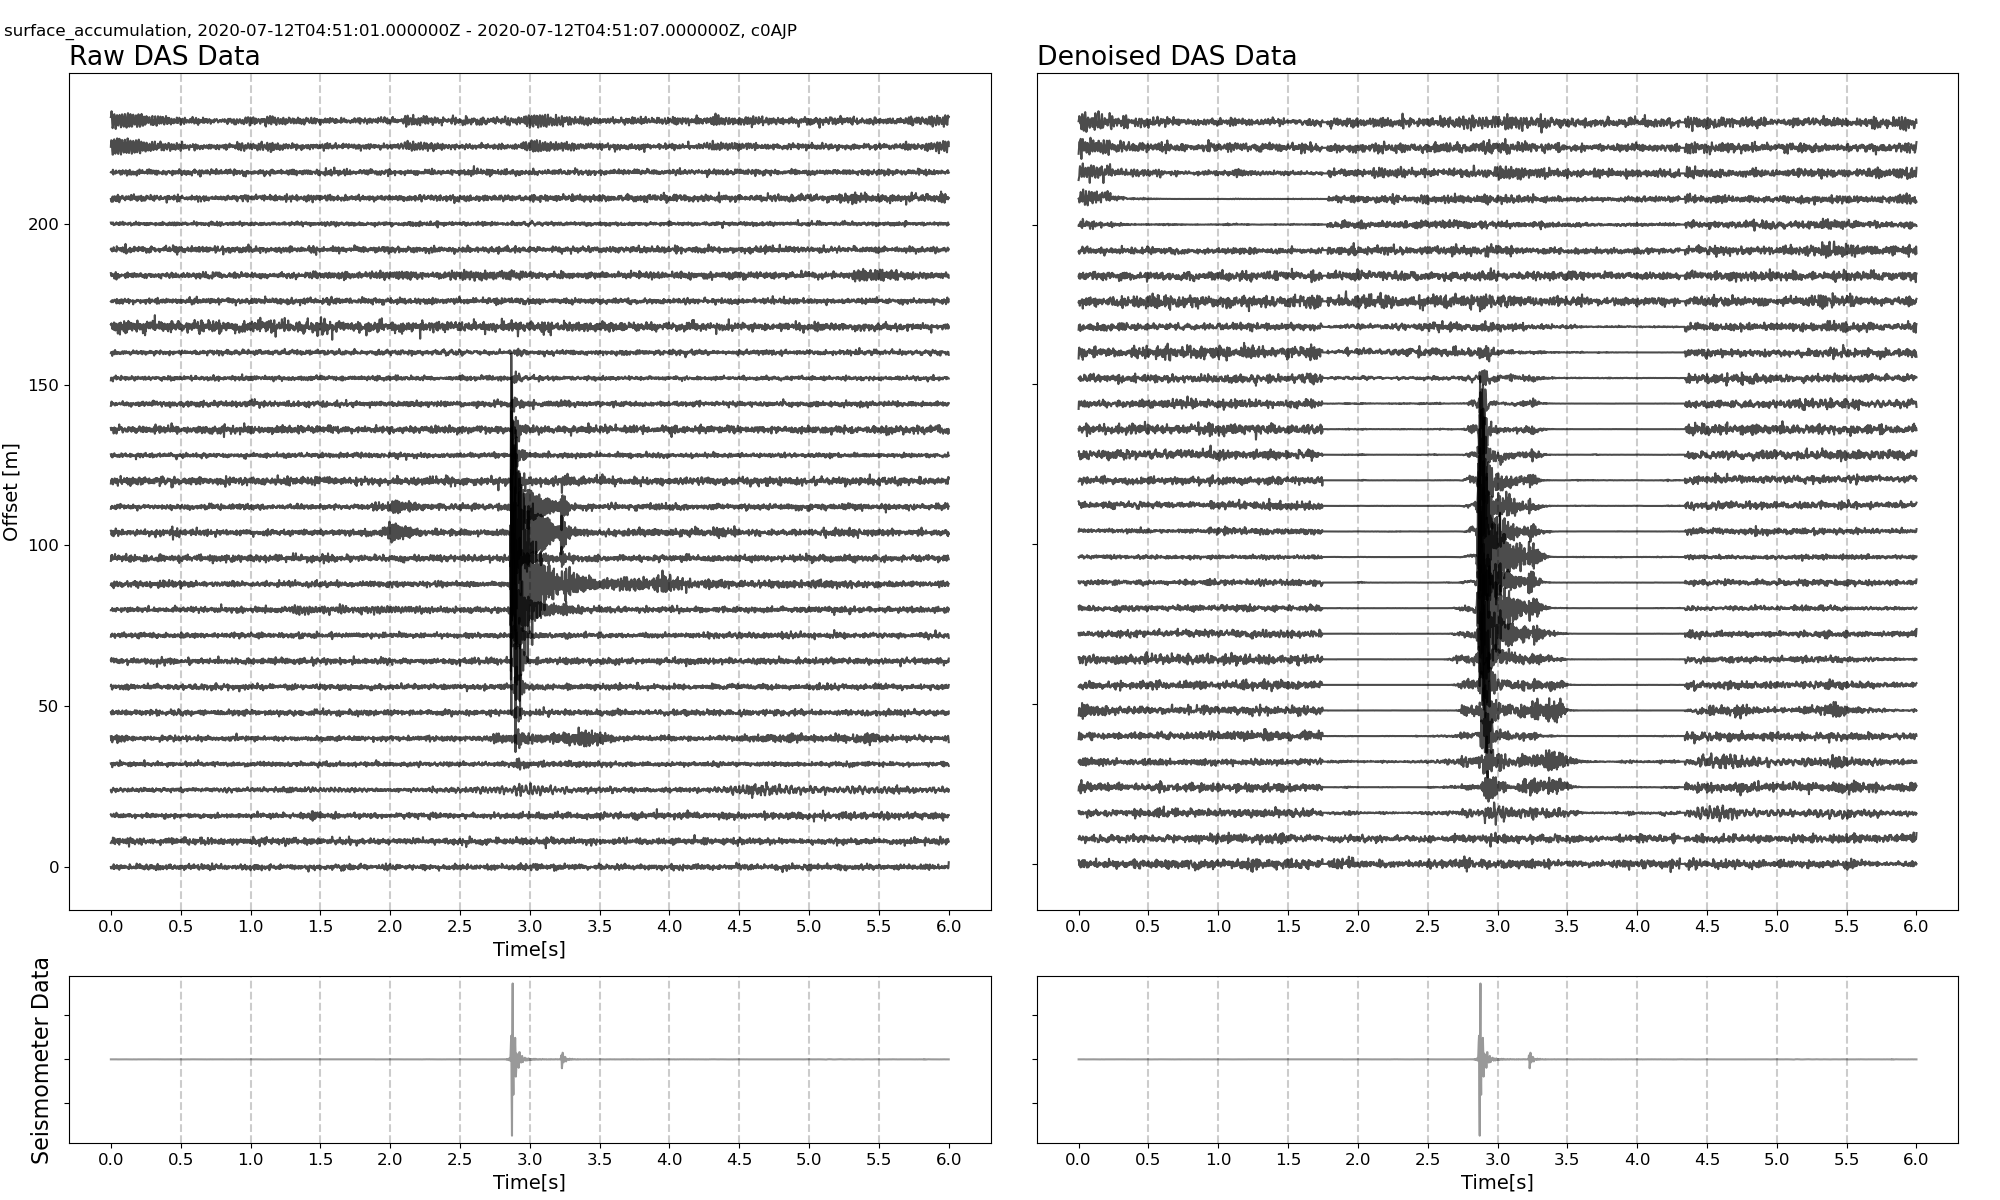 surface_accumulation, 2020-07-12T04:51:01.000000Z - 2020-07-12T04:51:07.000000Z, c0AJP
Raw DAS Data
Denoised DAS Data
Offset [m]
200
150
100
50
0
0.0 0.5 1.0 1.5 2.0 2.5 3.0 3.5 4.0 4.5 5.0 5.5 6.0
Time[s]
0.0 0.5 1.0 1.5 2.0 2.5 3.0 3.5 4.0 4.5 5.0 5.5 6.0
Seismometer Data
0.0 0.5 1.0 1.5 2.0 2.5 3.0 3.5 4.0 4.5 5.0 5.5 6.0
Time[s]
0.0 0.5 1.0 1.5 2.0 2.5 3.0 3.5 4.0 4.5 5.0 5.5 6.0
Time[s]